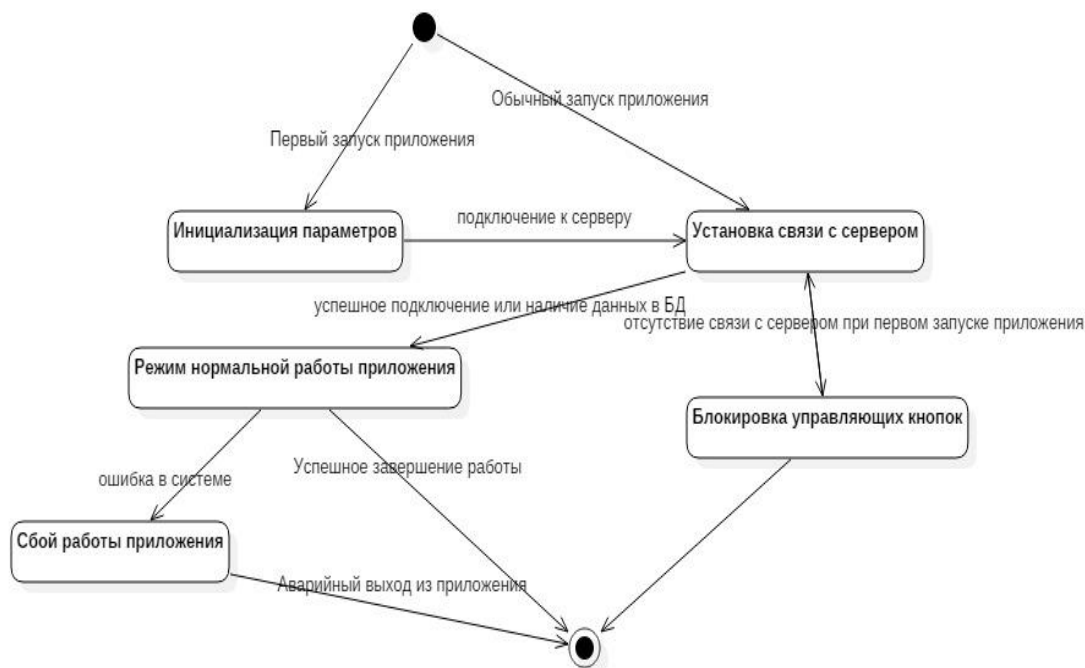 Обычный запуск приложения
Первый запуск приложения
Инициализация параметров
подключение к серверу
Установка связи с сервером
успешное подключение или наличие данных в БД
отсутствие связи с сервером при первом запуске приложения
Режим нормальной работы приложения
Блокировка управляющих кнопок
ошибка в системе
Успешное завершение работы
Сбой работы приложения
Аварийный выход из приложения